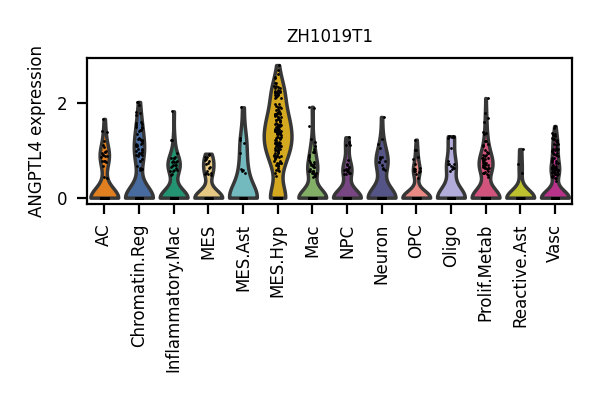 ZH1019T1
ANGPTL4 expression
2
0
AC
Chromatin.Reg
Inflammatory.Mac
MES
MES.Ast
MES.Hyp
Mac
NPC
Neuron
OPC
Oligo
Prolif.Metab
Reactive.Ast
Vasc